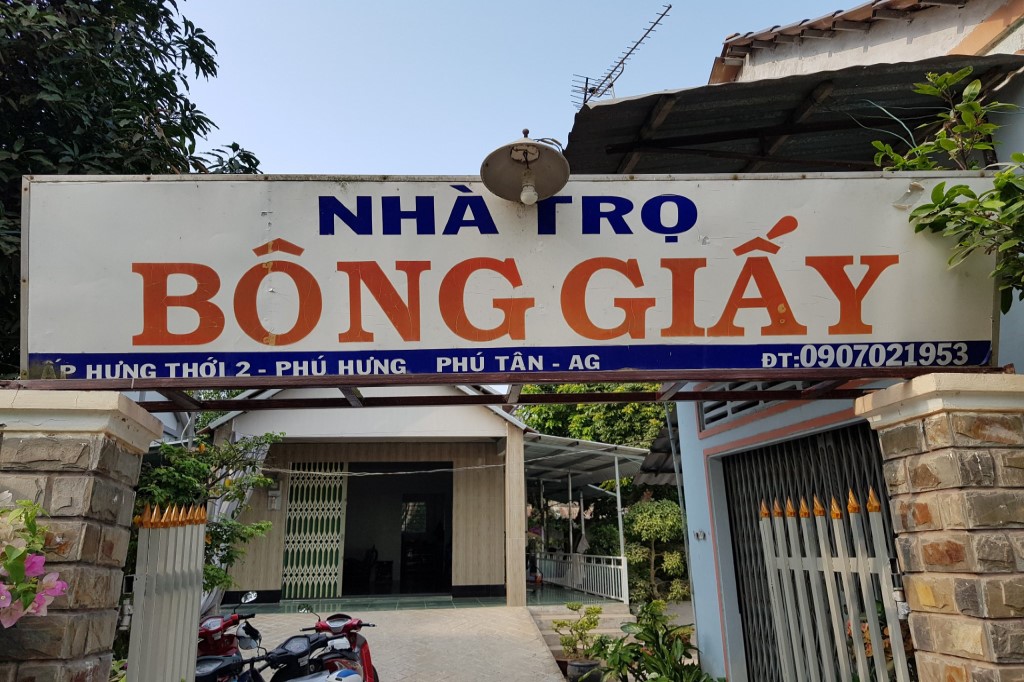 NHÀ TRỌ
BÔNG GIẤY
ẤP HƯNG THỚI 2 - PHÚ HƯNG PHÚ TÂN - AG ĐT:0907021953